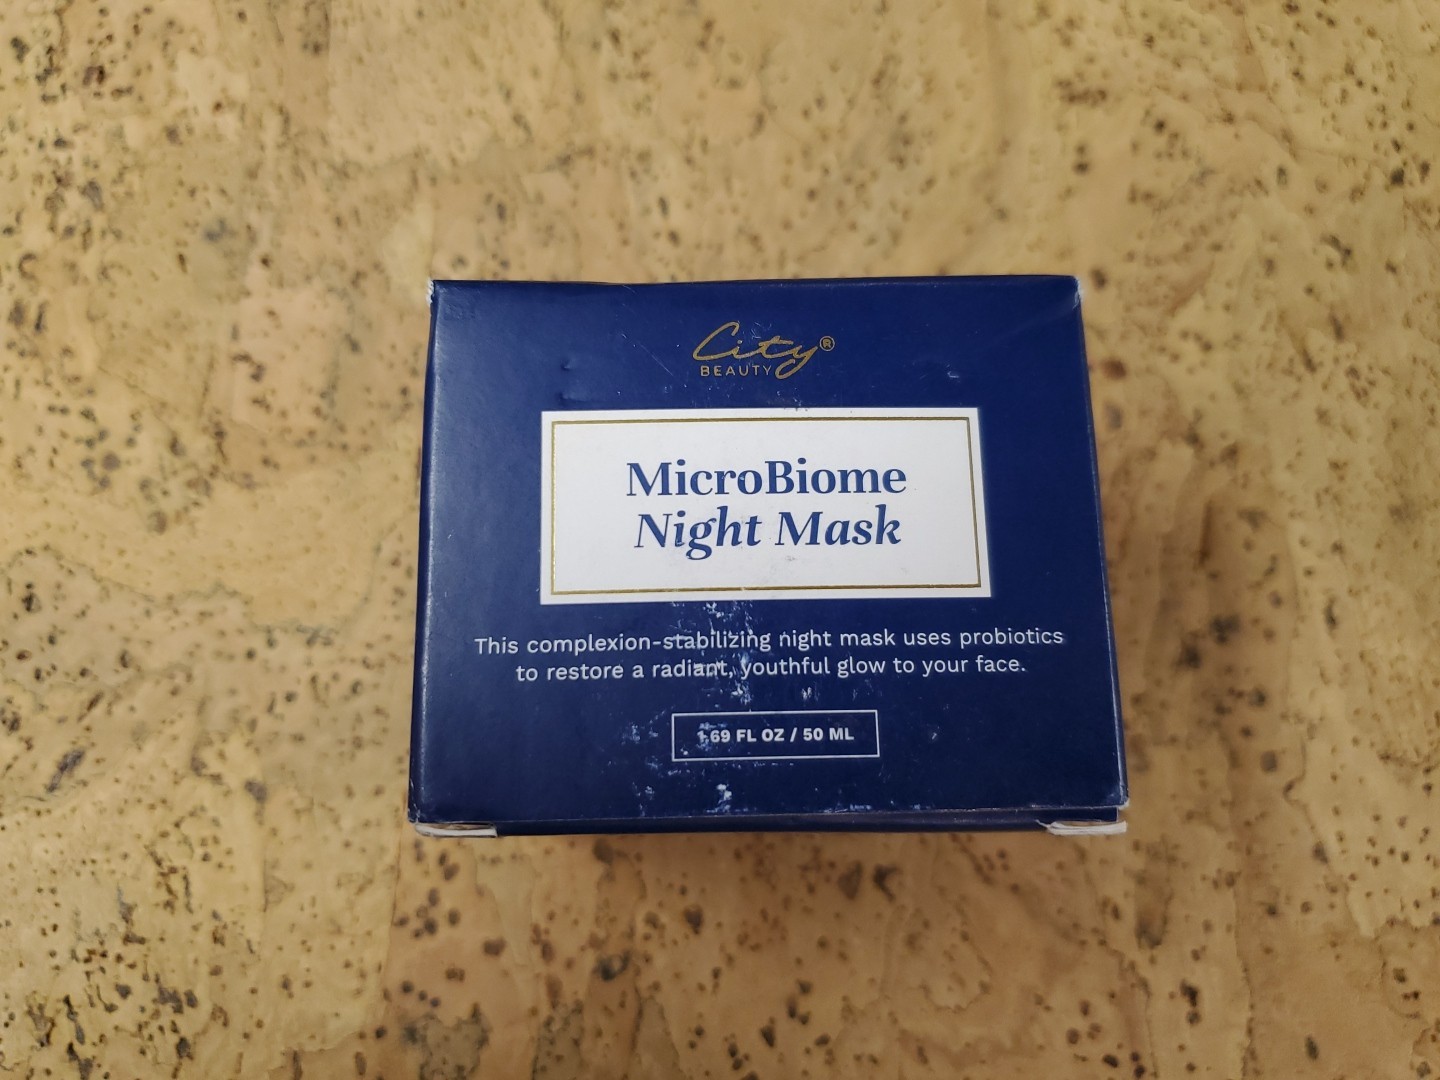 City®
BEAUTY
MicroBiome
Night Mask
This complexion-stabilizing night mask uses probiotics
to restore a radiant, youthful glow to your face.
1.69 FL OZ / 50 ML